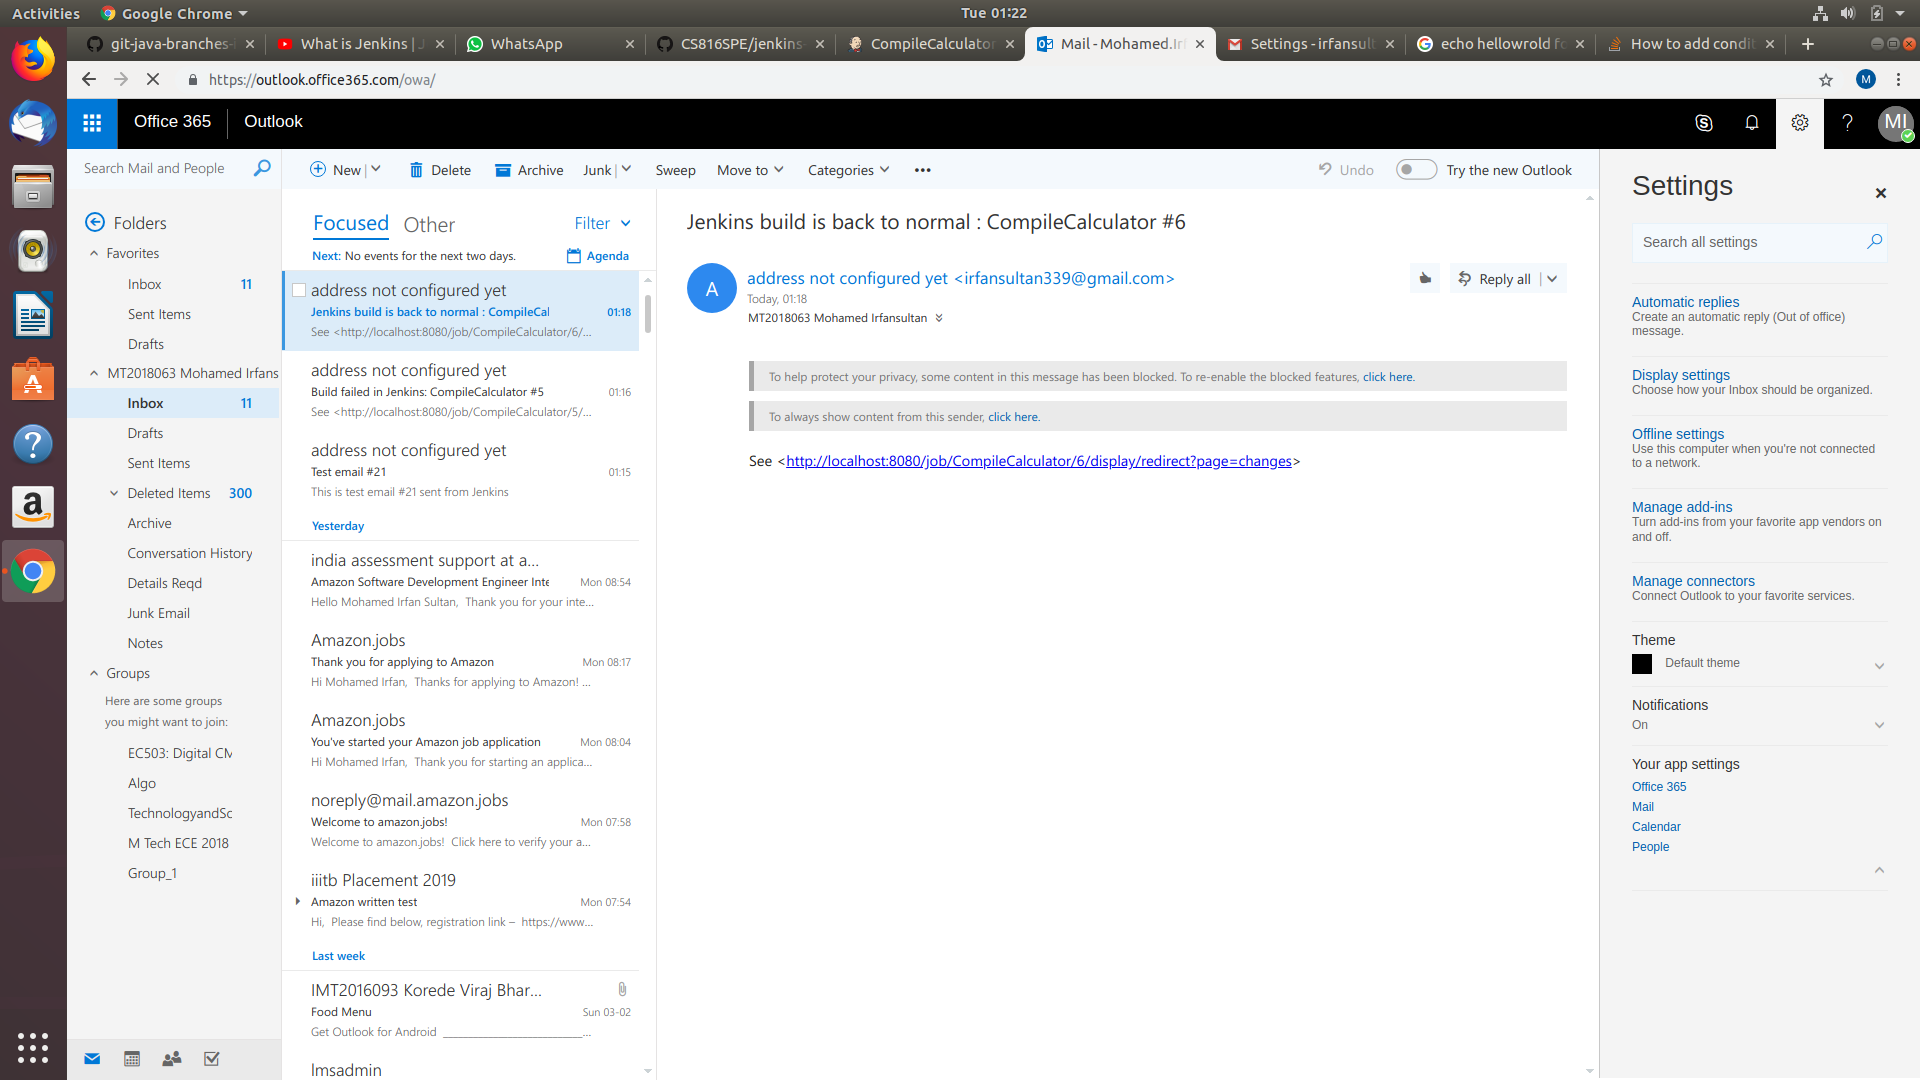 Activities
Google Chrome
Tue 01:22
git-java-branches-
What is Jenkins | J
WhatsApp
CS816SPE/jenkins
CompileCalculator
Mail - Mohamed.Ir
Settings - irfansult
echo hellowrold fo
How to add condit
https://outlook.office365.com/owa/
M
Office 365
Outlook
MI
Search Mail and People
New
Delete
Archive
Junk
Sweep
Move to
Categories
Undo
Try the new Outlook
Folders
Favorites
Inbox 11
Sent Items
Drafts
MT2018063 Mohamed Irfans
Inbox 11
Drafts
Sent Items
Deleted Items 300
Archive
Conversation History
Details Reqd
Junk Email
Notes
Groups
Here are some groups
you might want to join:
EC503: Digital CM
Algo
TechnologyandSc
M Tech ECE 2018
Group_1
Focused
Other
Filter
Next: No events for the next two days.
Agenda
address not configured yet
Jenkins build is back to normal : CompileCal 01:18
See <http://localhost:8080/job/CompileCalculator/6/...
address not configured yet
Build failed in Jenkins: CompileCalculator #5 01:16
See <http://localhost:8080/job/CompileCalculator/5/...
address not configured yet
Test email #21 01:15
This is test email #21 sent from Jenkins
Yesterday
india assessment support at a...
Amazon Software Development Engineer Inte Mon 08:54
Hello Mohamed Irfan Sultan, Thank you for your inte...
Amazon.jobs
Thank you for applying to Amazon Mon 08:17
Hi Mohamed Irfan, Thanks for applying to Amazon! ...
Amazon.jobs
You've started your Amazon job application Mon 08:04
Hi Mohamed Irfan, Thank you for starting an applica...
noreply@mail.amazon.jobs
Welcome to amazon.jobs! Mon 07:58
Welcome to amazon.jobs! Click here to verify your a...
iiitb Placement 2019
Amazon written test Mon 07:54
Hi, Please find below, registration link – https://www...
Last week
IMT2016093 Korede Viraj Bhar...
Food Menu Sun 03-02
Get Outlook for Android ________________________...
lmsadmin
Jenkins build is back to normal : CompileCalculator #6
A
address not configured yet <irfansultan339@gmail.com>
Today, 01:18
MT2018063 Mohamed Irfansultan
Reply all
To help protect your privacy, some content in this message has been blocked. To re-enable the blocked features, click here.
To always show content from this sender, click here.
See <http://localhost:8080/job/CompileCalculator/6/display/redirect?page=changes>
Settings
Search all settings
Automatic replies
Create an automatic reply (Out of office)
message.
Display settings
Choose how your Inbox should be organized.
Offline settings
Use this computer when you're not connected
to a network.
Manage add-ins
Turn add-ins from your favorite app vendors on
and off.
Manage connectors
Connect Outlook to your favorite services.
Theme
Default theme
Notifications
On
Your app settings
Office 365
Mail
Calendar
People